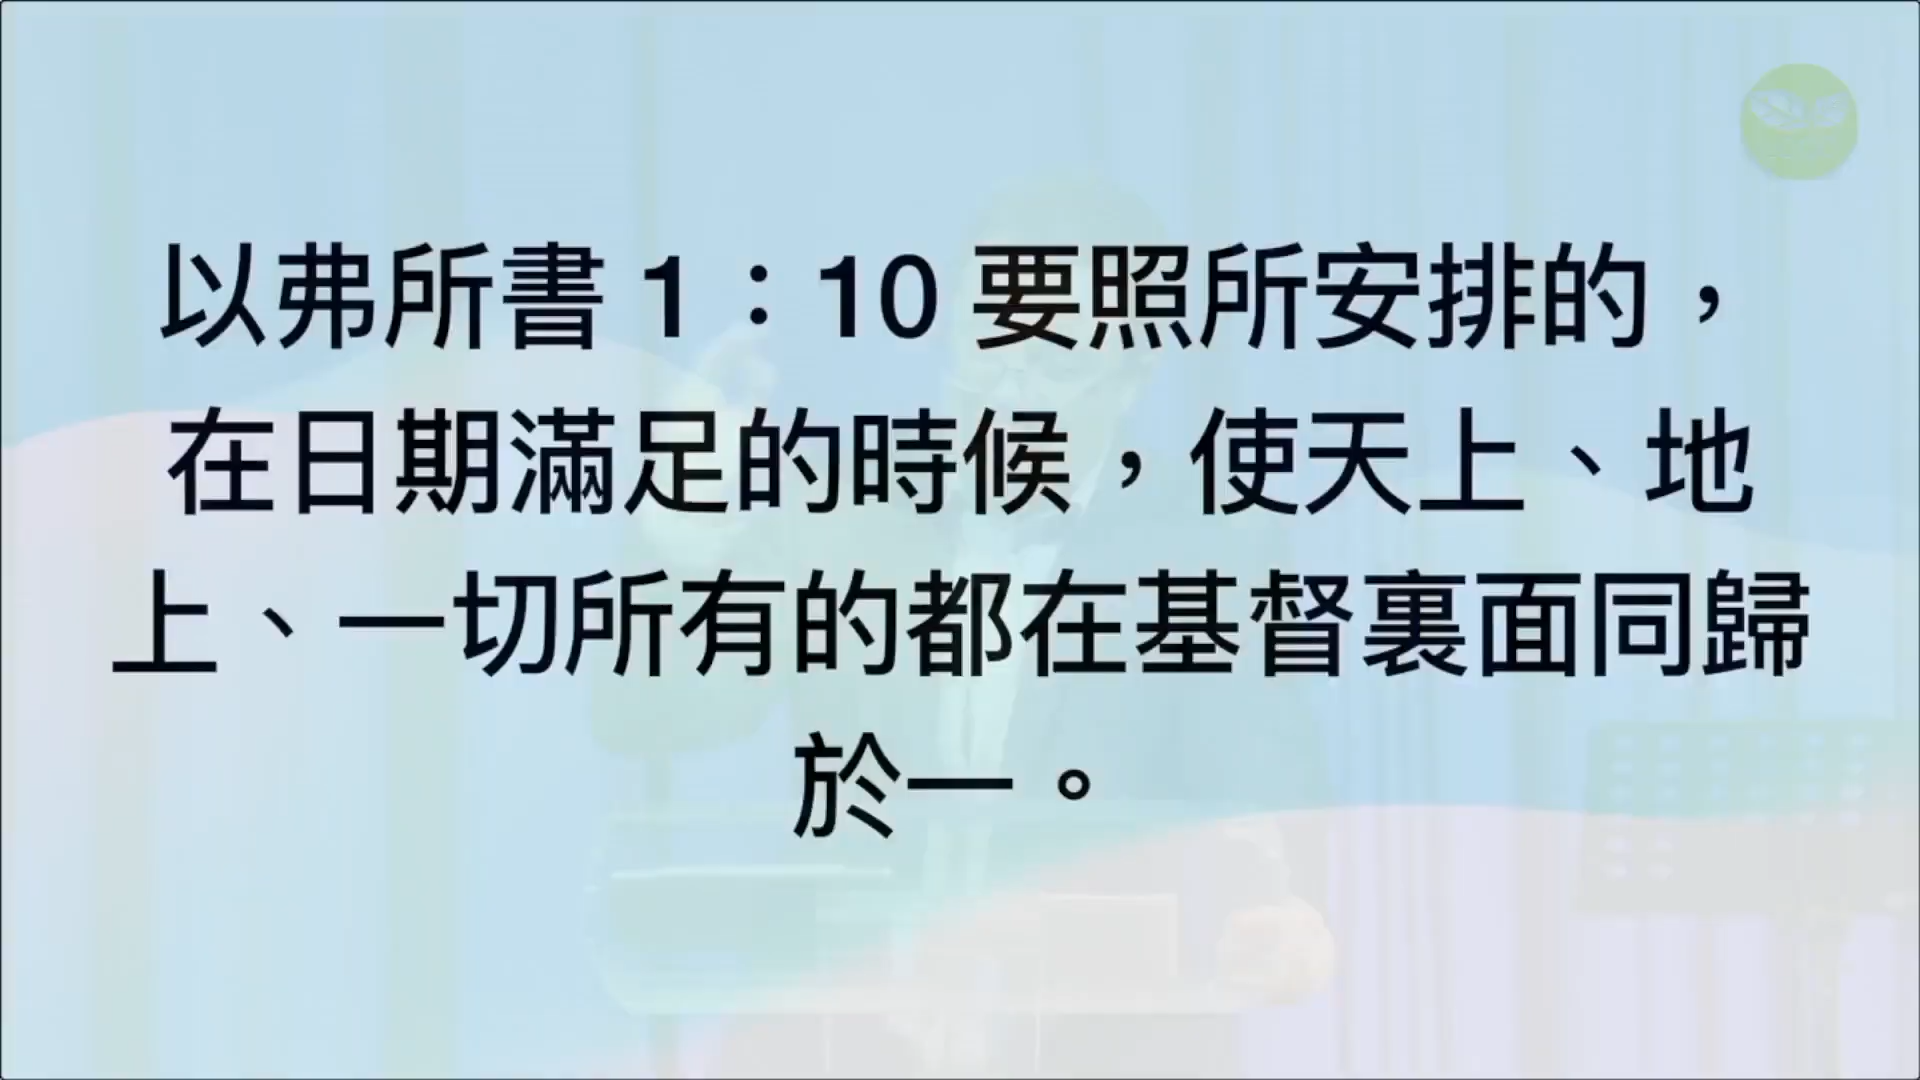 以弗所書 1：10 要照所安排的，
在日期滿足的時候，使天上、地
上、一切所有的都在基督裏面同歸
於一。